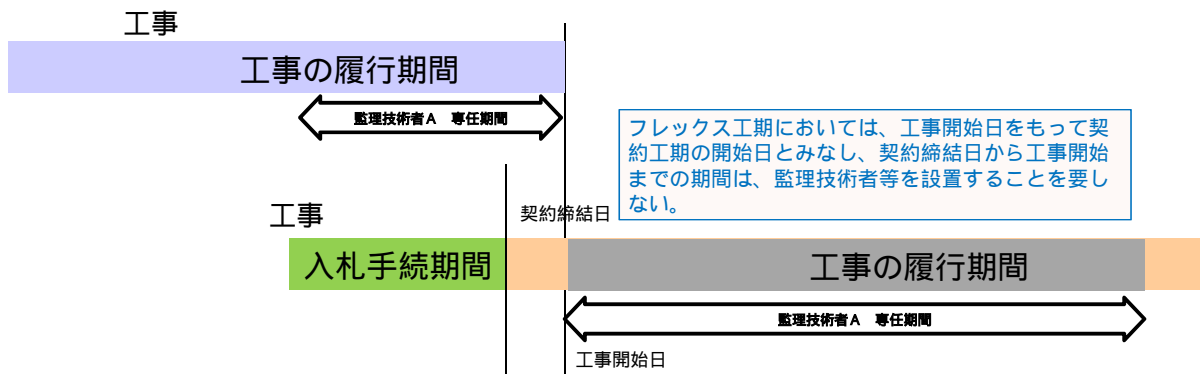 工事
工事の履行期間
監理技術者A 専任期間
フレックス工期においては、工事開始日をもって契
約工期の開始日とみなし、契約締結日から工事開始
までの期間は、監理技術者等を設置することを要し
ない。
契約締結日
工事
入札手続期間
工事の履行期間
監理技術者A 専任期間
工事開始日